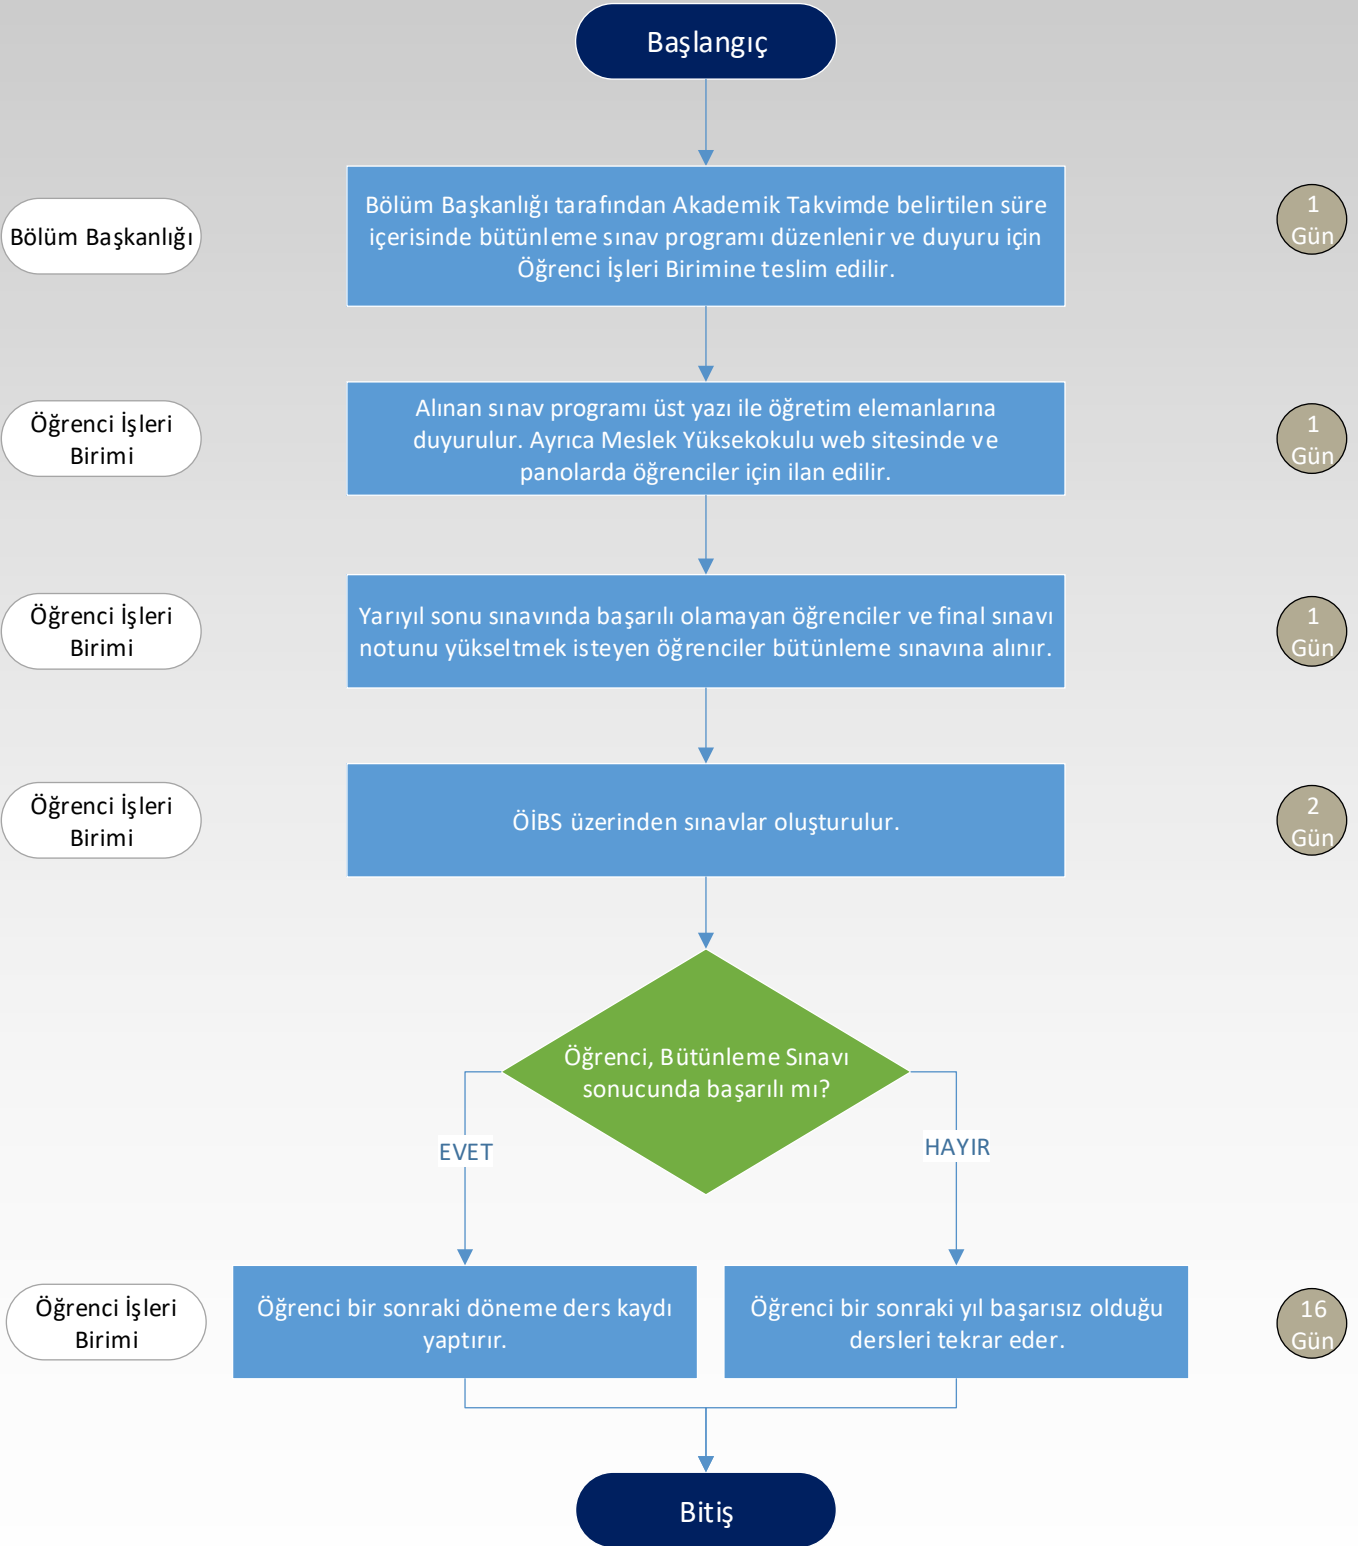 Başlangıç
Bölüm Başkanlığı
Bölüm Başkanlığı tarafından Akademik Takvimde belirtilen süre
içerisinde bütünleme sınav programı düzenlenir ve duyuru için
Öğrenci İşleri Birimine teslim edilir.
1
Gün
Öğrenci İşleri
Birimi
Alınan sınav programı üst yazı ile öğretim elemanlarına
duyurulur. Ayrıca Meslek Yüksekokulu web sitesinde ve
panolarda öğrenciler için ilan edilir.
1
Gün
Öğrenci İşleri
Birimi
Yarıyıl sonu sınavında başarılı olamayan öğrenciler ve final sınavı
notunu yükseltmek isteyen öğrenciler bütünleme sınavına alınır.
1
Gün
Öğrenci İşleri
Birimi
ÖİBS üzerinden sınavlar oluşturulur.
2
Gün
Öğrenci, Bütünleme Sınavı
sonucunda başarılı mı?
EVET
HAYIR
Öğrenci İşleri
Birimi
Öğrenci bir sonraki döneme ders kaydı
yaptırır.
Öğrenci bir sonraki yıl başarısız olduğu
dersleri tekrar eder.
16
Gün
Bitiş